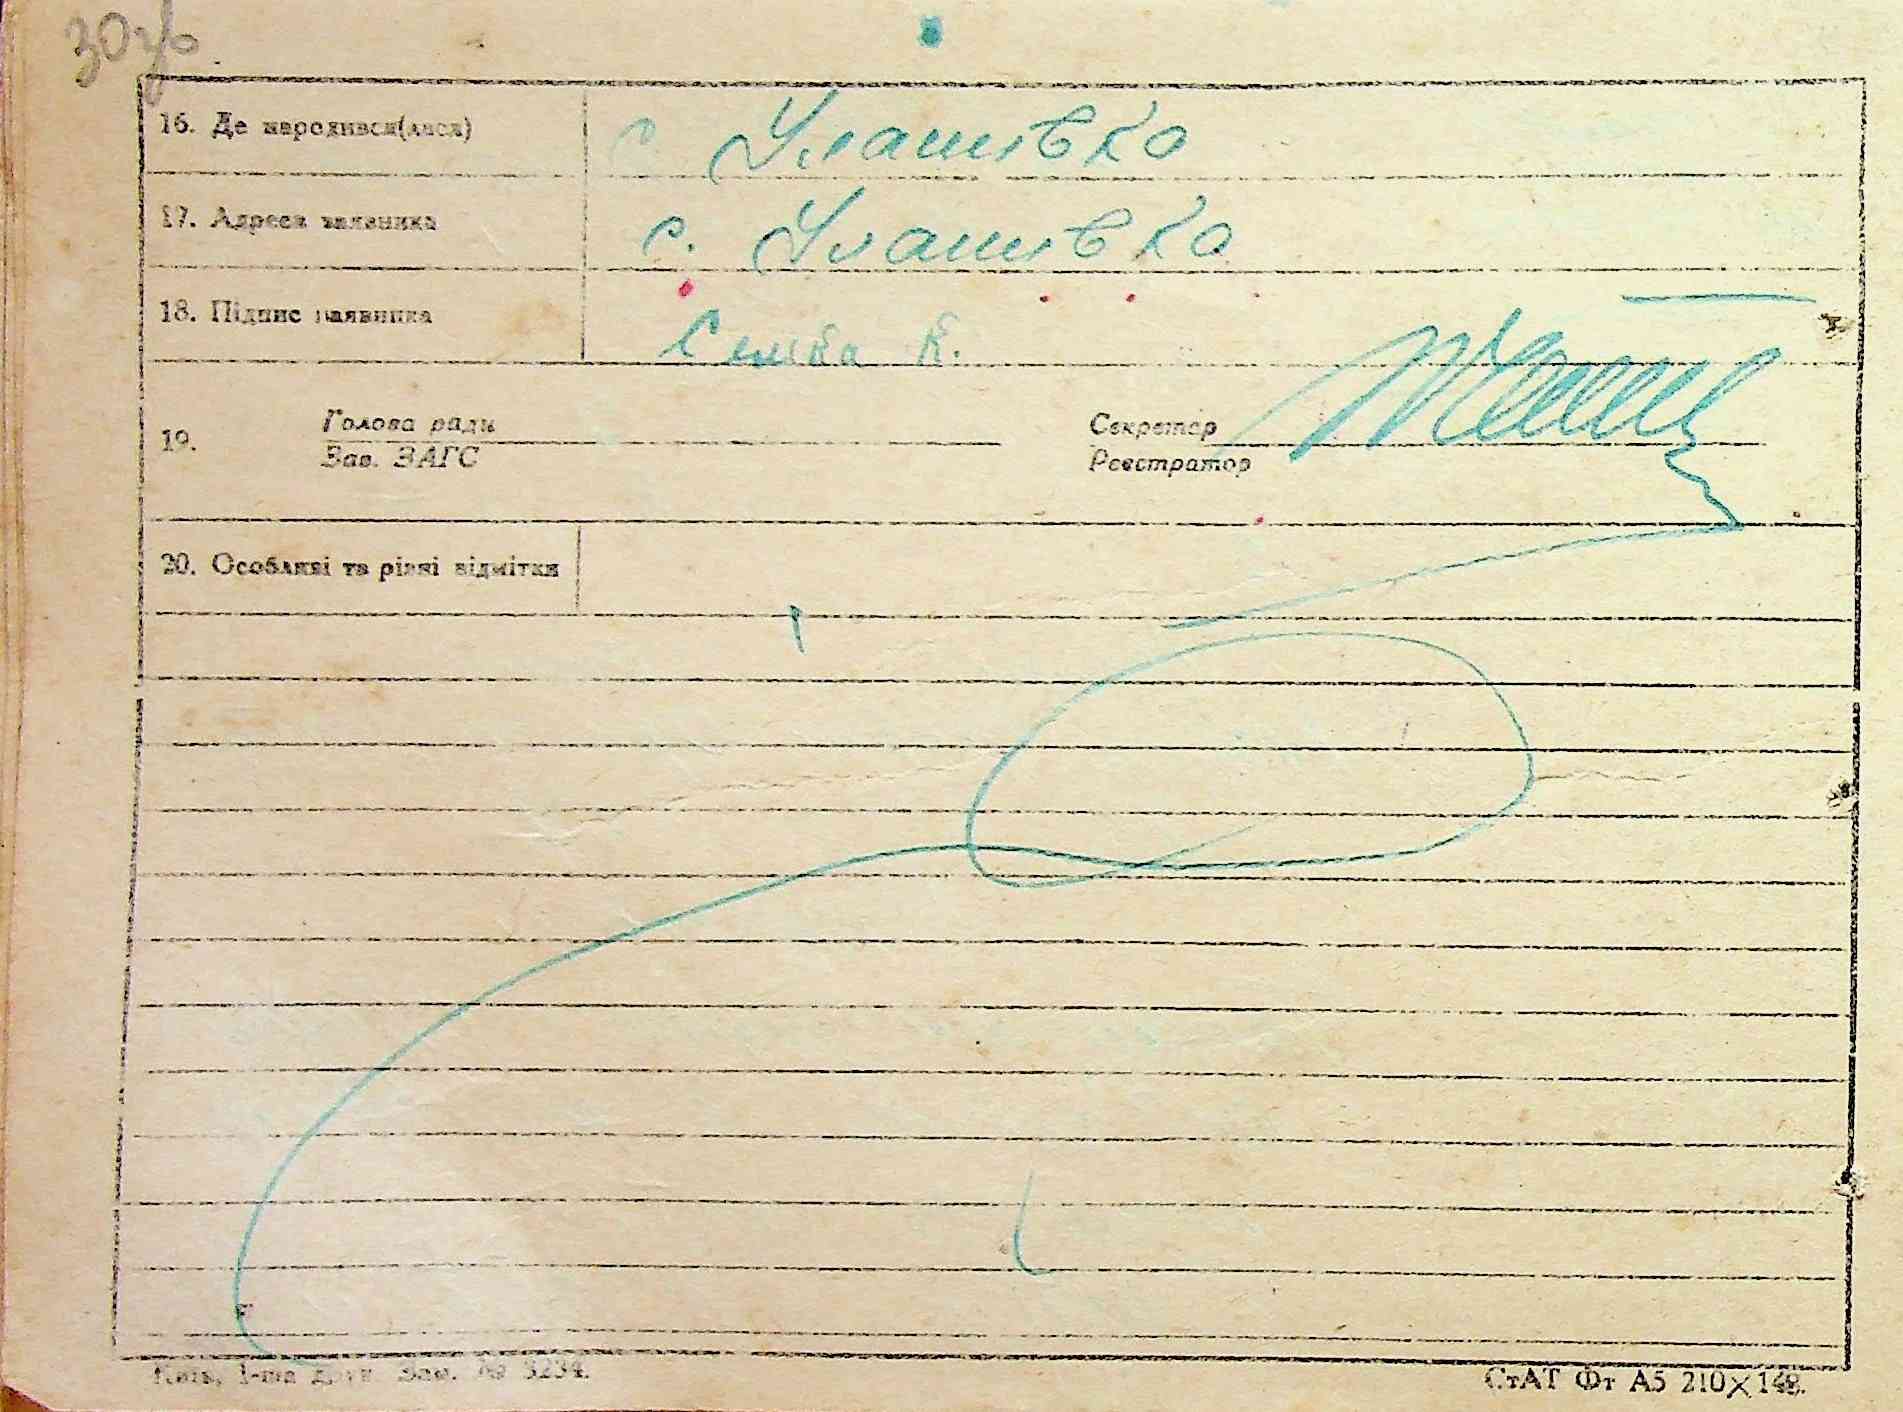 30зв
16. Де народився(лася) с. Улашівка
17. Адреса заявника с. Улашівка
18. Підпис заявника К.
19. Голова ради Секретар
Зав. ЗАГС Реєстратор
20. Особливі та різні відмітки
Київ, 1-ша друк. Зам. № 3234.
СтАТ Фт А5 210×148.